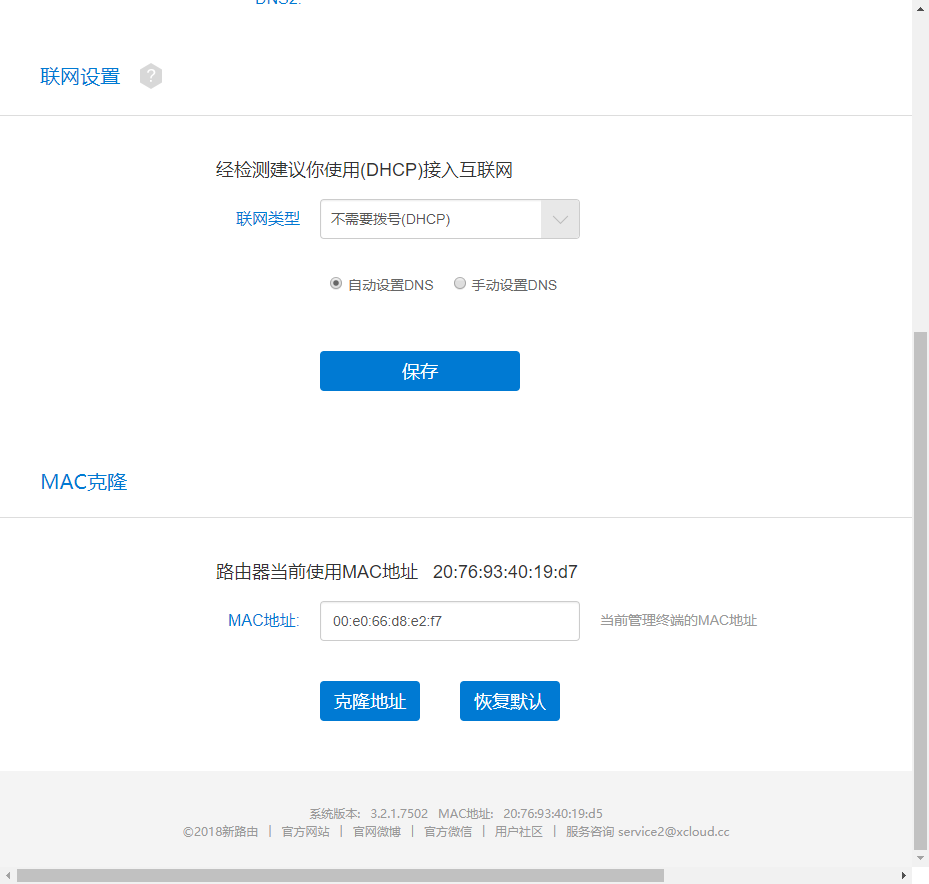 DNS2:
联网设置 ?
经检测建议你使用(DHCP)接入互联网
联网类型 不需要拨号(DHCP)
自动设置DNS 手动设置DNS
保存
MAC克隆
路由器当前使用MAC地址 20:76:93:40:19:d7
MAC地址: 00:e0:66:d8:e2:f7 当前管理终端的MAC地址
克隆地址 恢复默认
系统版本: 3.2.1.7502 MAC地址: 20:76:93:40:19:d5
©2018新路由 | 官方网站 | 官网微博 | 官方微信 | 用户社区 | 服务咨询 service2@xcloud.cc